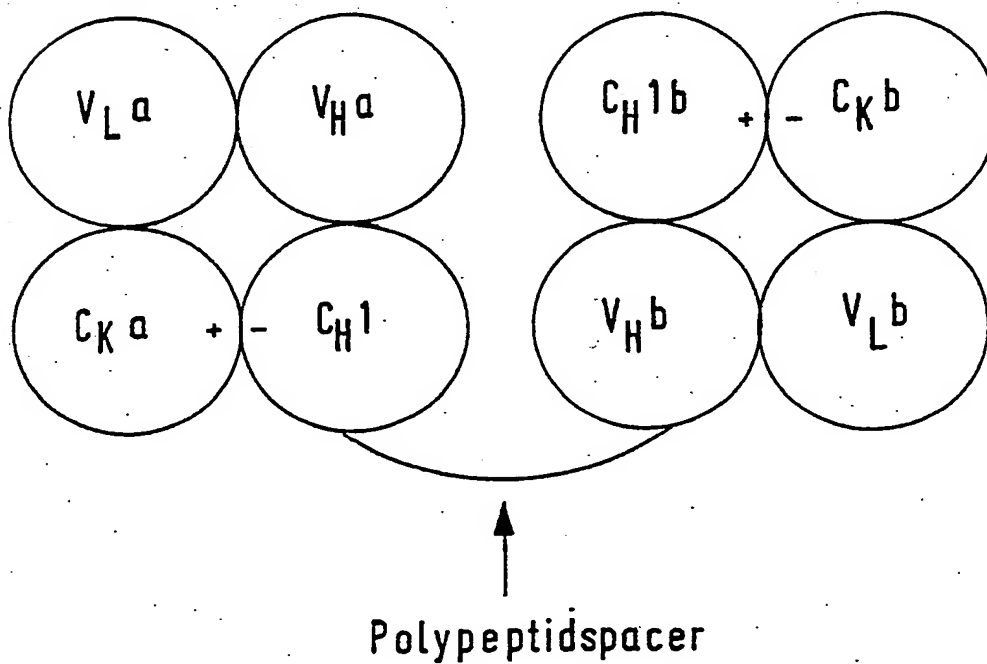 V_L a V_H a C_H 1b + - C_K b
C_K a + - C_H 1 V_H b V_L b
Polypeptidspacer